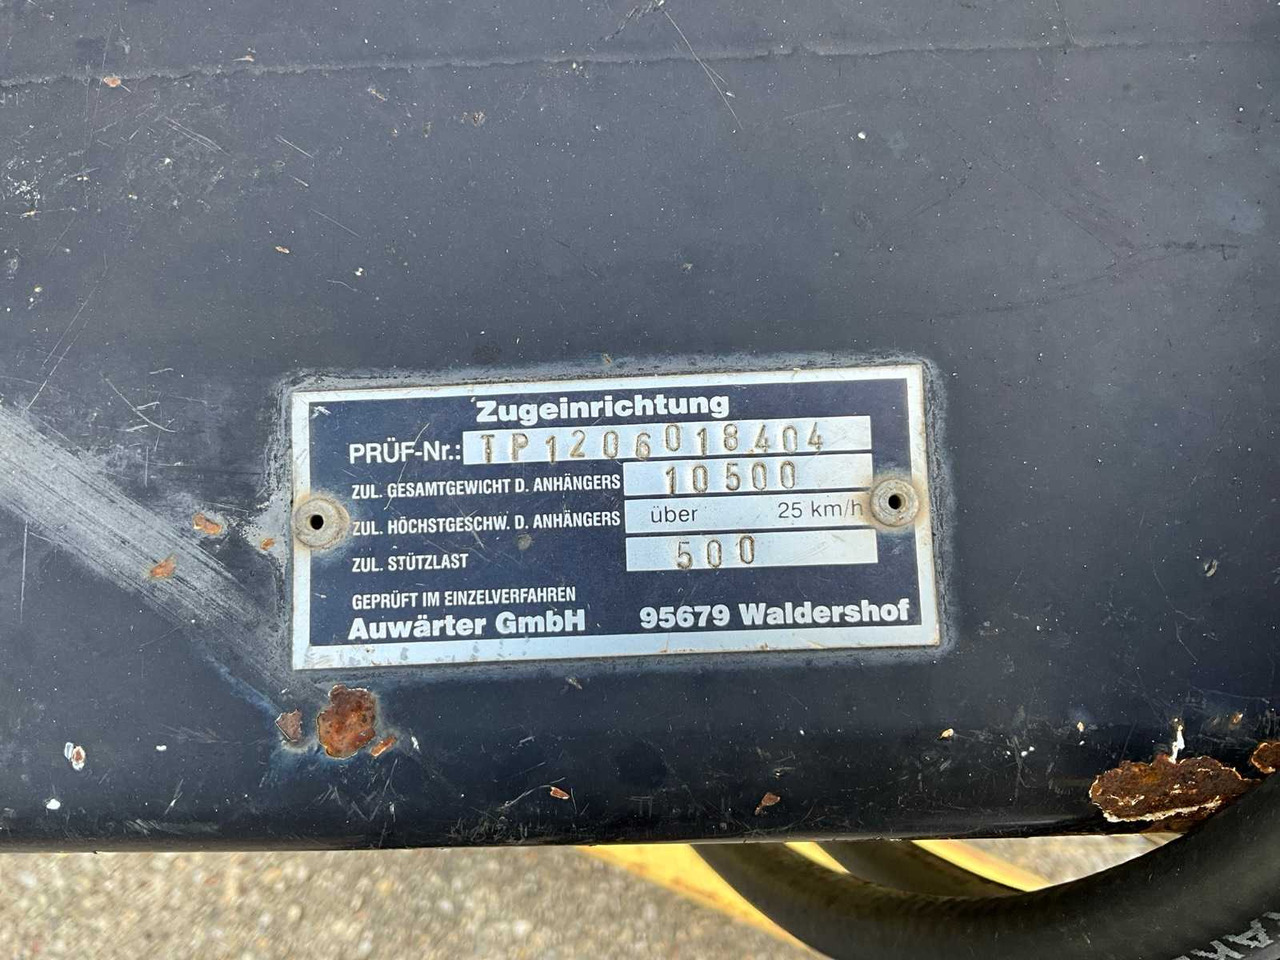 Zugeinrichtung
PRÜF-Nr.: TP1206018404
ZUL. GESAMTGEWICHT D. ANHÄNGERS 10500
ZUL. HÖCHSTGESCHW. D. ANHÄNGERS über 25 km/h
ZUL. STÜTZLAST 500
GEPRÜFT IM EINZELVERFAHREN
Auwärter GmbH 95679 Waldershof